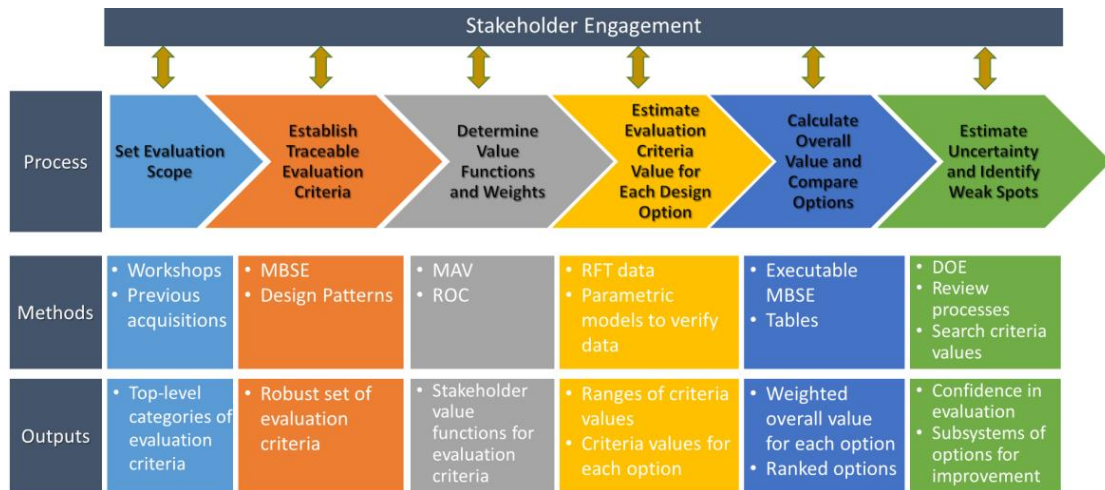 Stakeholder Engagement
Process
Set Evaluation
Scope
Establish
Traceable
Evaluation
Criteria
Determine
Value
Functions
and Weights
Estimate
Evaluation
Criteria
Value for
Each Design
Option
Calculate
Overall
Value and
Compare
Options
Estimate
Uncertainty
and Identify
Weak Spots
Methods
• Workshops
• Previous
acquisitions
• MBSE
• Design Patterns
• MAV
• ROC
• RFT data
• Parametric
models to verify
data
• Executable
MBSE
• Tables
• DOE
• Review
processes
• Search criteria
values
Outputs
• Top-level
categories of
evaluation
criteria
• Robust set of
evaluation
criteria
• Stakeholder
value
functions for
evaluation
criteria
• Ranges of criteria
values
• Criteria values for
each option
• Weighted
overall value
for each option
• Ranked options
• Confidence in
evaluation
• Subsystems of
options for
improvement